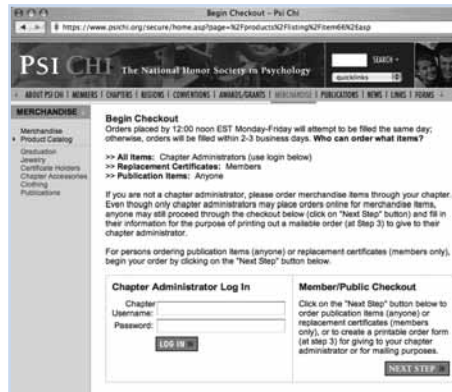 Begin Checkout – Psi Chi
https://www.psichi.org/secure/home.asp?page=%2Fproducts%2Flisting%2Fitem66%2Easp
PSI CHI The National Honor Society in Psychology
SEARCH
quicklinks
ABOUT PSI CHI | MEMBERS | CHAPTERS | REGIONS | CONVENTIONS | AWARDS/GRANTS | MERCHANDISE | PUBLICATIONS | NEWS | LINKS | FORMS
MERCHANDISE
Merchandise
Product Catalog
Graduation
Jewelry
Certificate Holders
Chapter Accessories
Clothing
Publications
Begin Checkout
Orders placed by 12:00 noon EST Monday-Friday will attempt to be filled the same day;
otherwise, orders will be filled within 2-3 business days. Who can order what items?
>> All Items: Chapter Administrators (use login below)
>> Replacement Certificates: Members
>> Publication Items: Anyone
If you are not a chapter administrator, please order merchandise items through your chapter.
Even though only chapter administrators may place orders online for merchandise items,
anyone may still proceed through the checkout below (click on "Next Step" button) and fill in
their information for the purpose of printing out a mailable order (at Step 3) to give to their
chapter administrator.
For persons ordering publication items (anyone) or replacement certificates (members only),
begin your order by clicking on the "Next Step" button below.
Chapter Administrator Log In
Chapter
Username:
Password:
LOG IN
Member/Public Checkout
Click on the "Next Step" button below to
order publication items (anyone) or
replacement certificates (members
only), or to create a printable order form
(at step 3) for giving to your chapter
administrator or for mailing purposes.
NEXT STEP